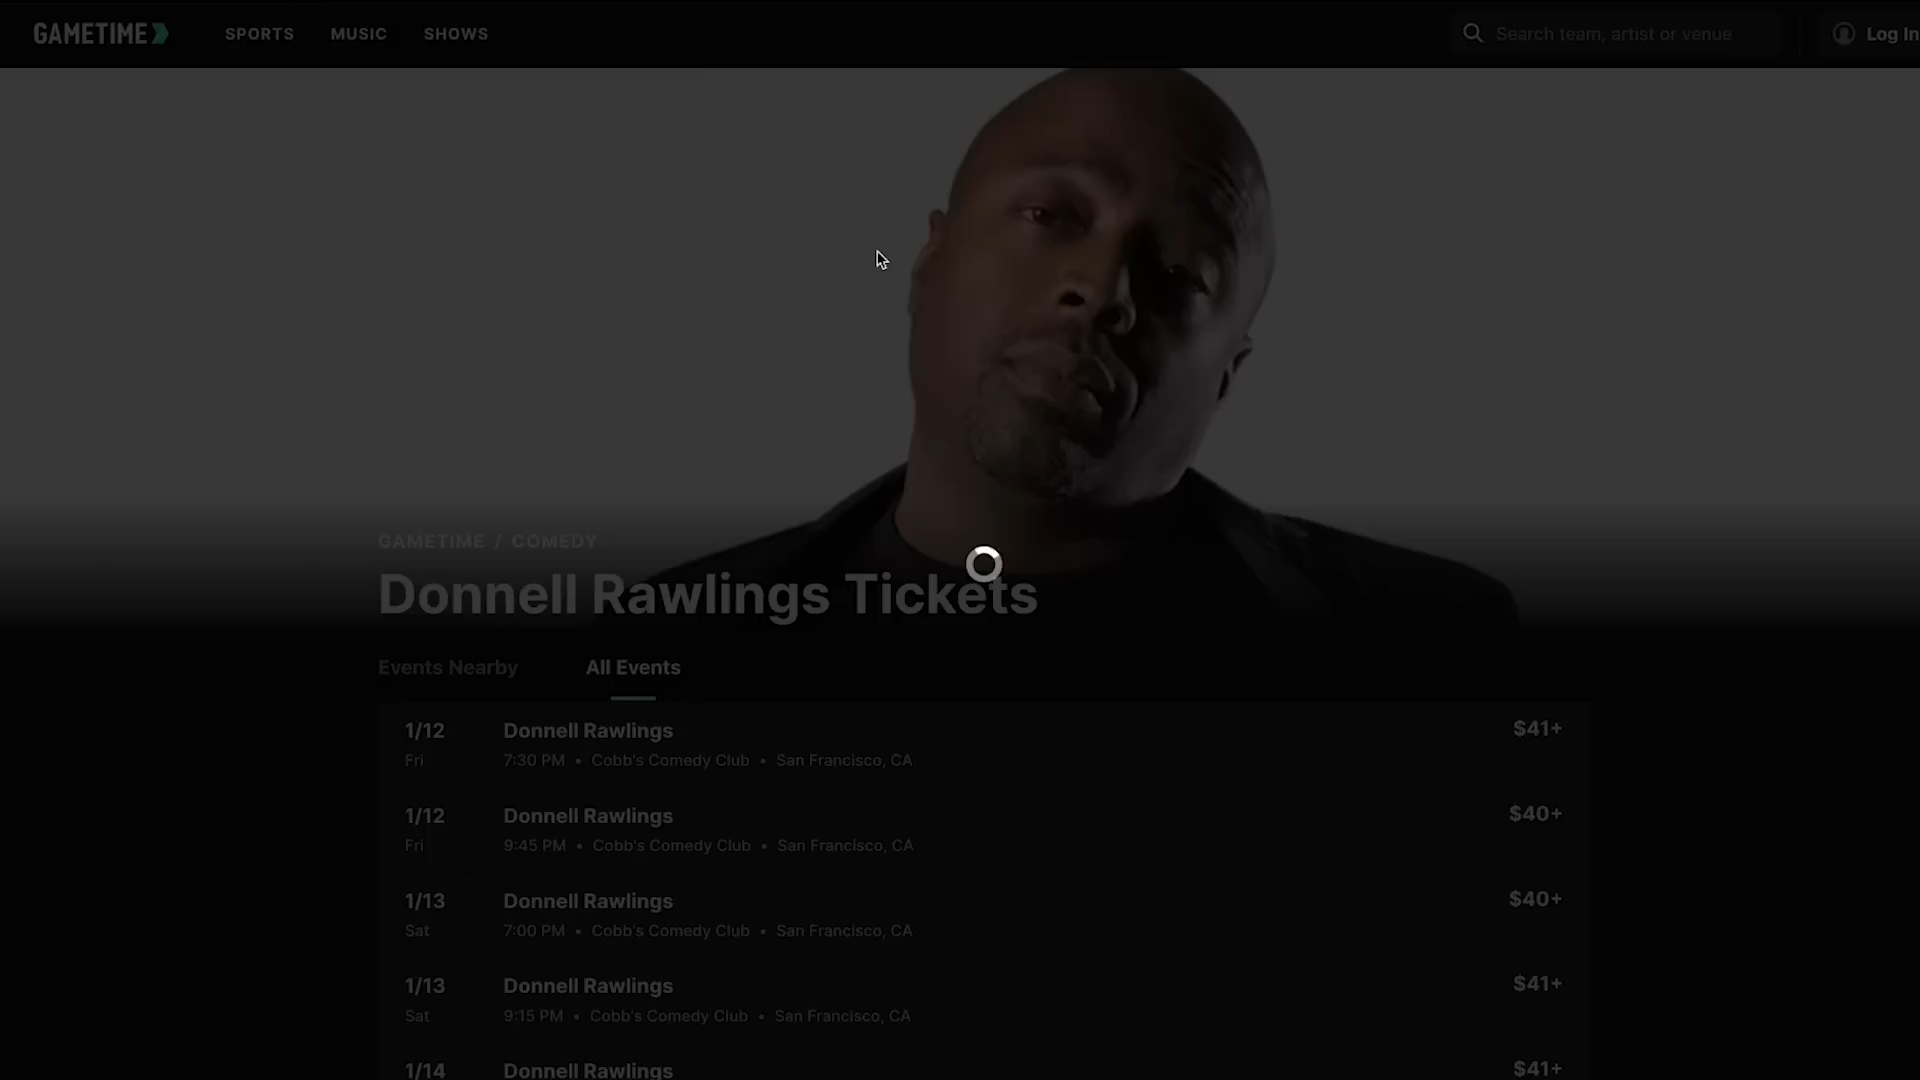 GAMETIME
SPORTS
MUSIC
SHOWS
Search team, artist or venue
Log In
GAMETIME / COMEDY
Donnell Rawlings Tickets
Events Nearby
All Events
1/12
Donnell Rawlings
$41+
Fri
7:30 PM • Cobb's Comedy Club • San Francisco, CA
1/12
Donnell Rawlings
$40+
Fri
9:45 PM • Cobb's Comedy Club • San Francisco, CA
1/13
Donnell Rawlings
$40+
Sat
7:00 PM • Cobb's Comedy Club • San Francisco, CA
1/13
Donnell Rawlings
$41+
Sat
9:15 PM • Cobb's Comedy Club • San Francisco, CA
1/14
Donnell Rawlings
$41+